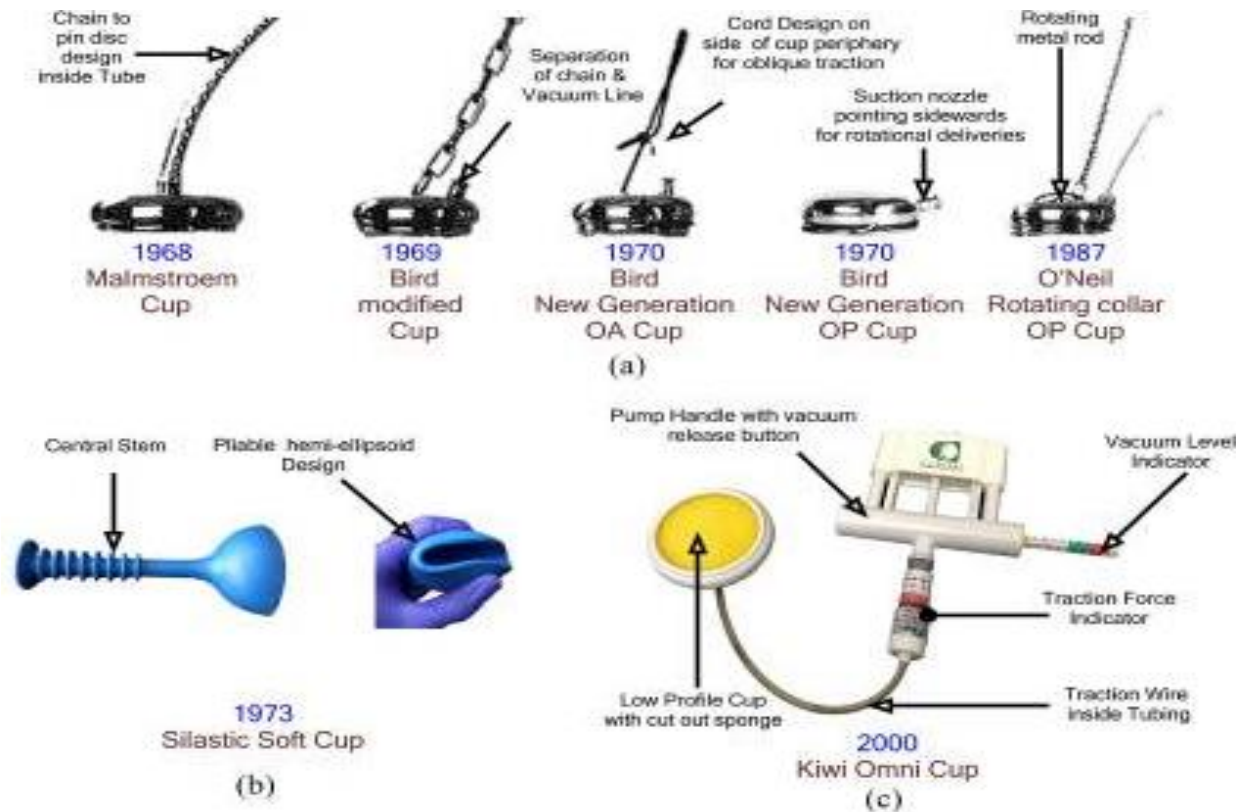 Chain to
pin disc
design
inside Tube
Separation
of chain &
Vacuum Line
Cord Design on
side of cup periphery
for oblique traction
Suction nozzle
pointing sidewards
for rotational deliveries
Rotating
metal rod
1968
Malmstroem
Cup
1969
Bird
modified
Cup
1970
Bird
New Generation
OA Cup
1970
Bird
New Generation
OP Cup
1987
O'Neil
Rotating collar
OP Cup
(a)
Central Stem
Pliable hemi-ellipsoid
Design
1973
Silastic Soft Cup
(b)
Pump Handle with vacuum
release button
Vacuum Level
Indicator
Traction Force
Indicator
Low Profile Cup
with cut out sponge
Traction Wire
inside Tubing
2000
Kiwi Omni Cup
(c)